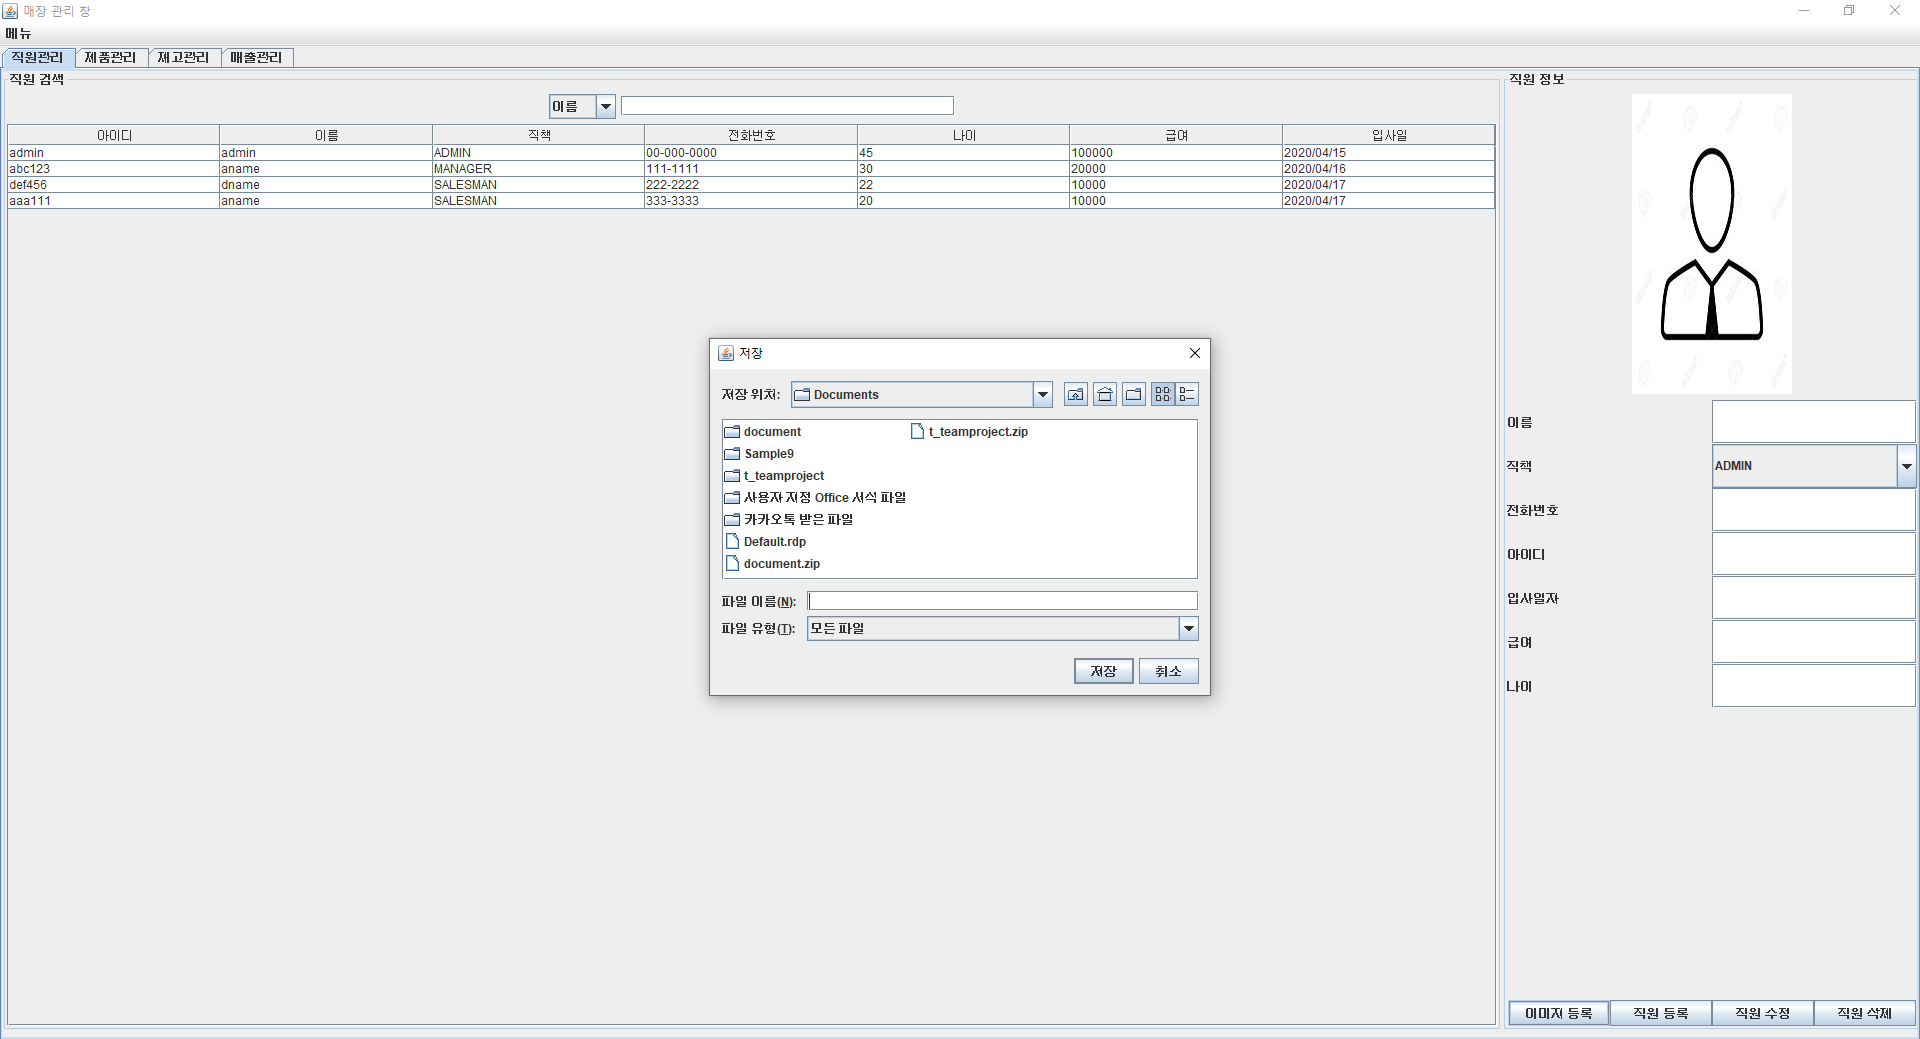 매장 관리 창
메뉴
직원관리 제품관리 제고관리 매출관리
직원 검색
이름
아이디 이름 직책 전화번호 나이 급여 입사일
admin admin ADMIN 00-000-0000 45 100000 2020/04/15
abc123 aname MANAGER 111-1111 30 20000 2020/04/16
def456 dname SALESMAN 222-2222 22 10000 2020/04/17
aaa111 aname SALESMAN 333-3333 20 10000 2020/04/17
저장
저장 위치: Documents
document
Sample9
t_teamproject
사용자 지정 Office 서식 파일
카카오톡 받은 파일
Default.rdp
document.zip
t_teamproject.zip
파일 이름(N):
파일 유형(T): 모든 파일
저장 취소
직원 정보
이름
직책 ADMIN
전화번호
아이디
입사일자
급여
나이
이미지 등록 직원 등록 직원 수정 직원 삭제